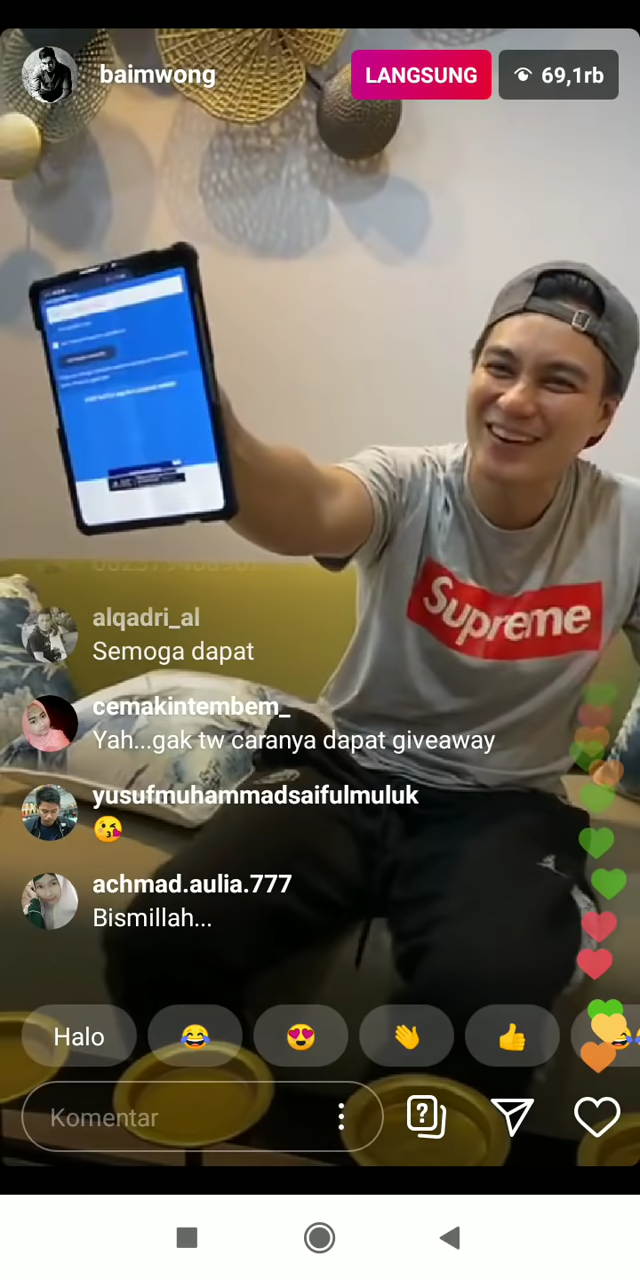 baimwong
LANGSUNG
69,1rb
Supreme
alqadri_al
Semoga dapat
cemakintembem_
Yah...gak tw caranya dapat giveaway
yusufmuhammadsaifulmuluk
😘
achmad.aulia.777
Bismillah...
Halo 😂 😍 👋 👍
Komentar